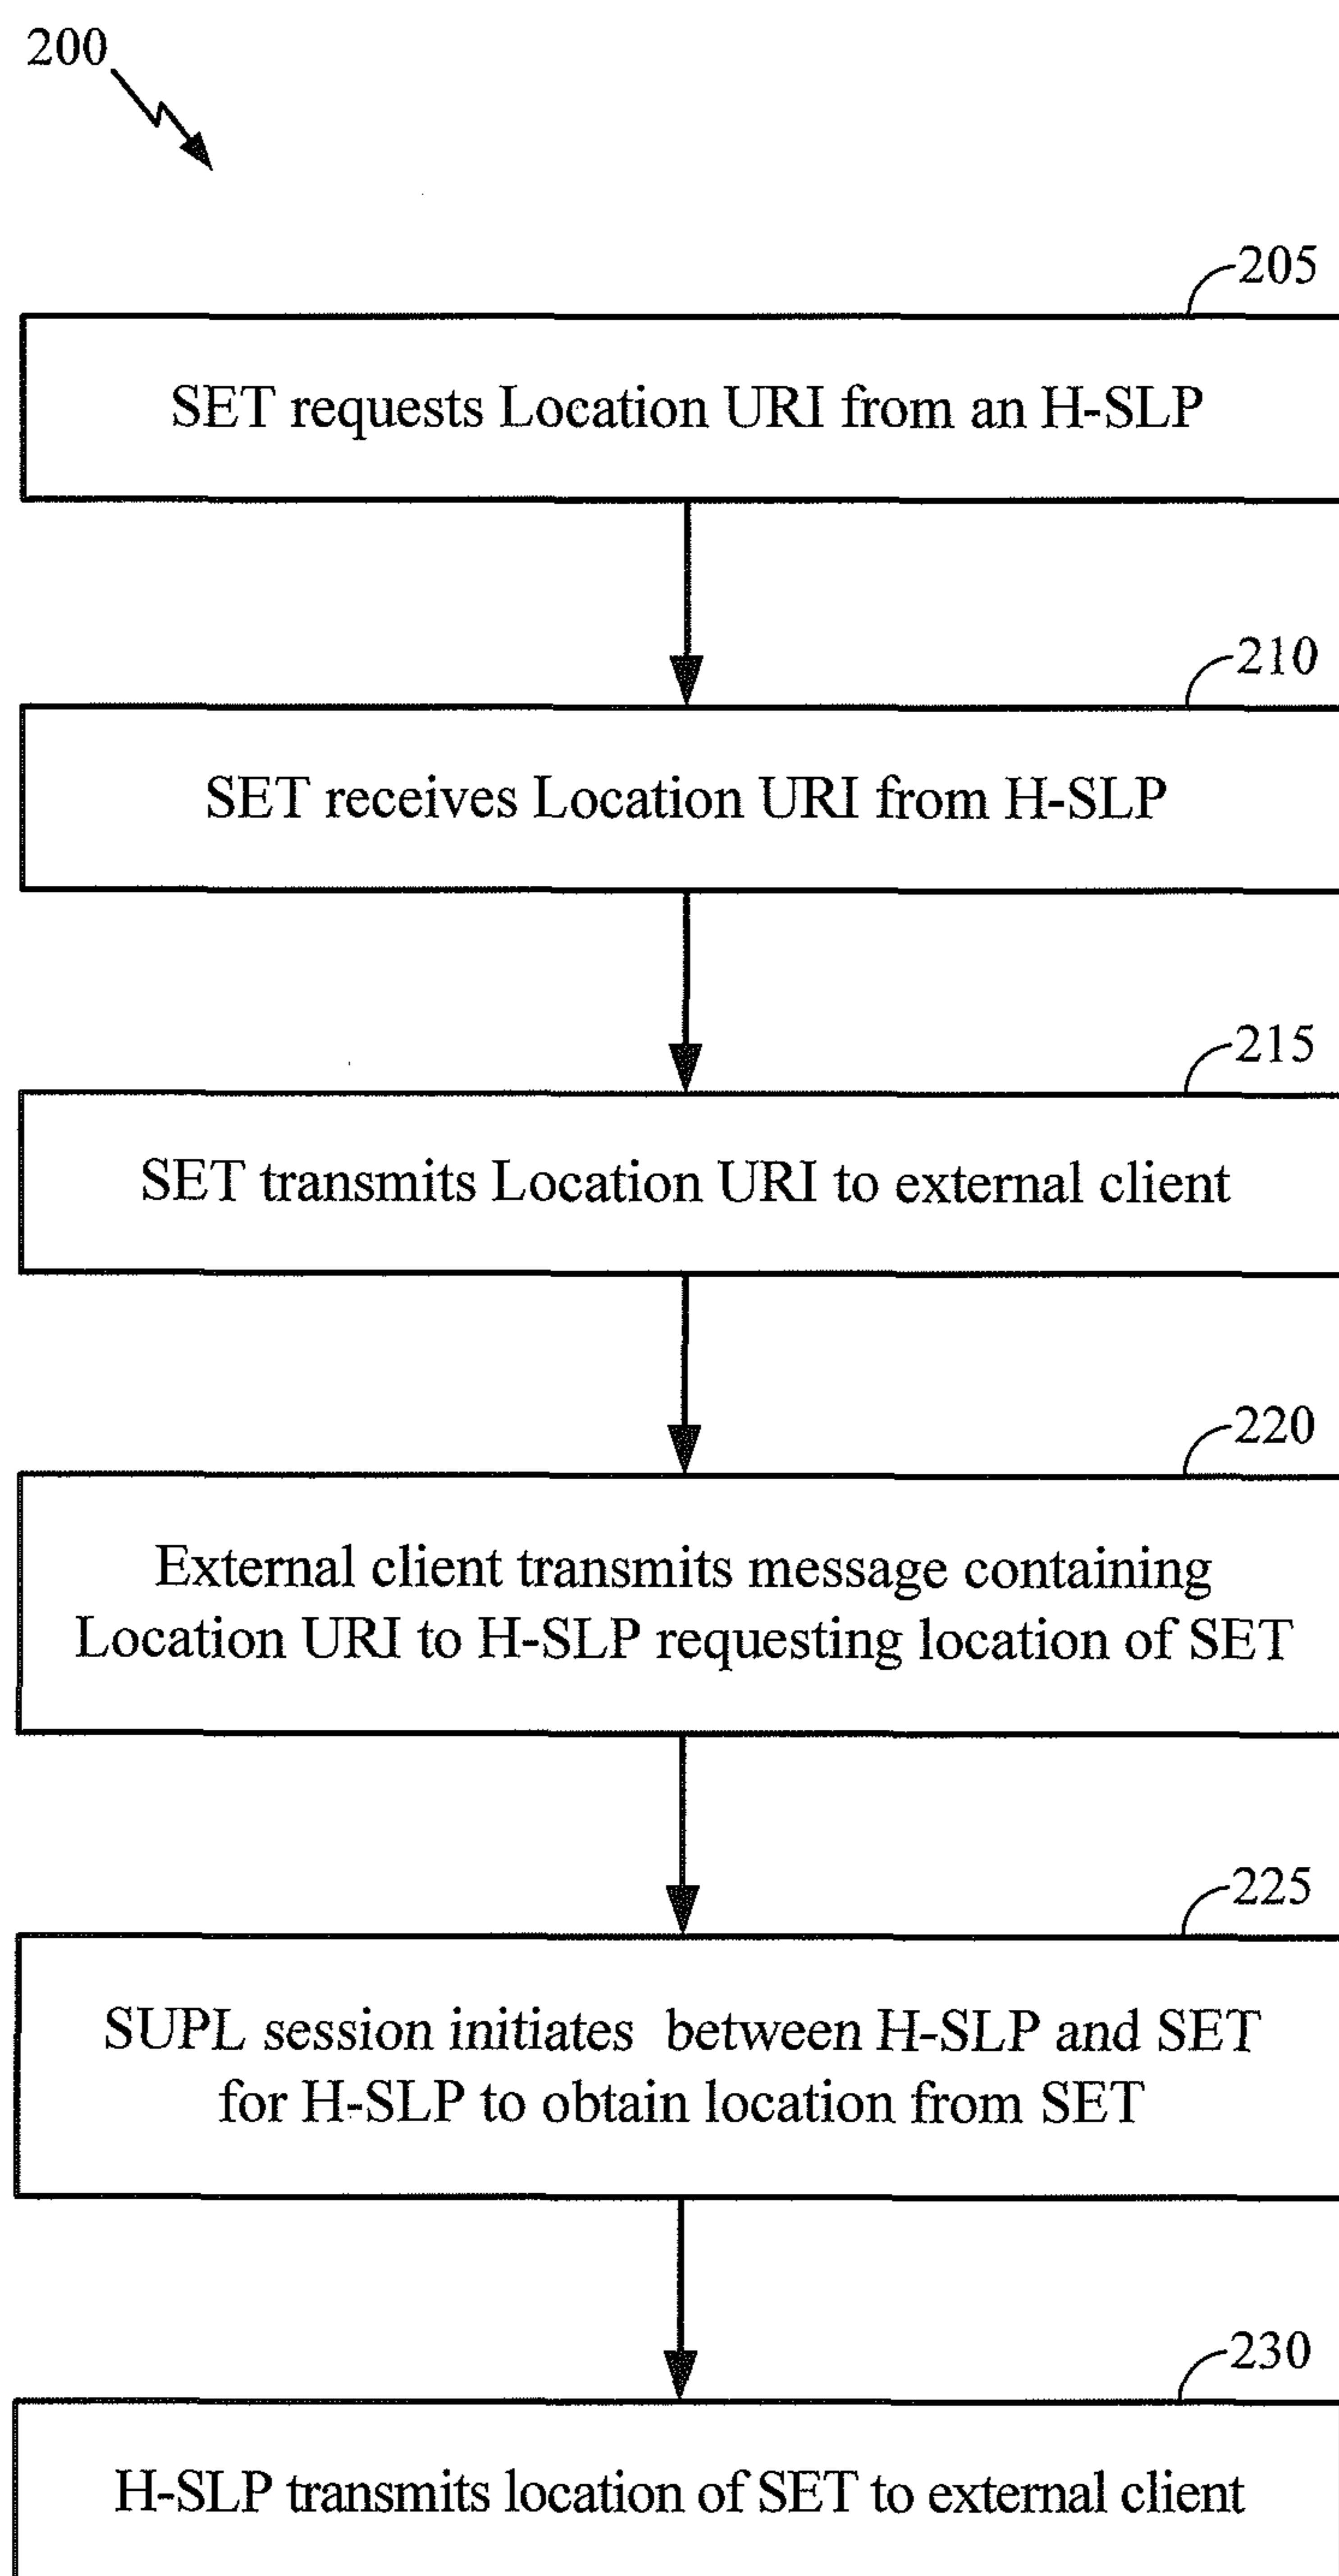 200
205
SET requests Location URI from an H-SLP
210
SET receives Location URI from H-SLP
215
SET transmits Location URI to external client
220
External client transmits message containing
Location URI to H-SLP requesting location of SET
225
SUPL session initiates between H-SLP and SET
for H-SLP to obtain location from SET
230
H-SLP transmits location of SET to external client